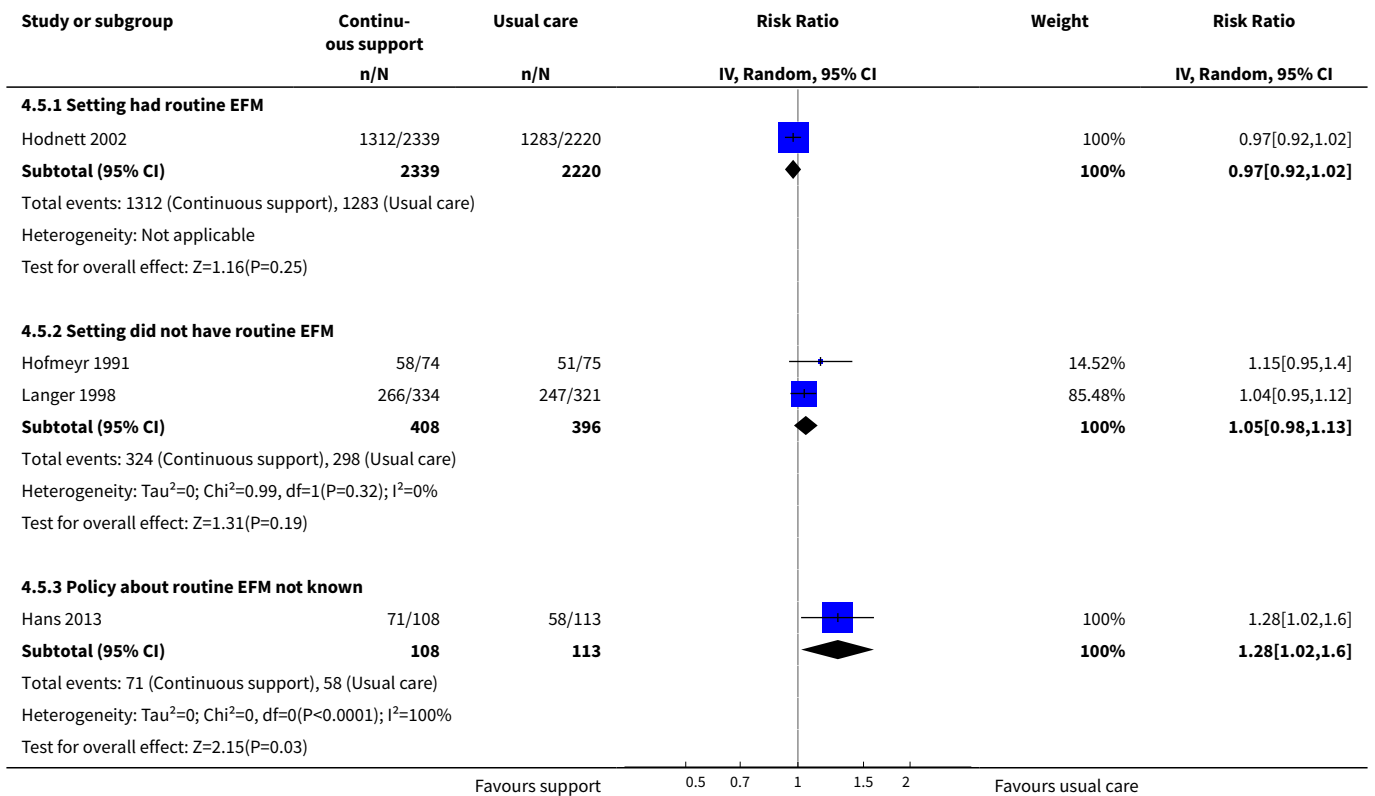 Study or subgroup Continu- Usual care Risk Ratio Weight Risk Ratio
ous support
n/N n/N IV, Random, 95% CI IV, Random, 95% CI
4.5.1 Setting had routine EFM
Hodnett 2002 1312/2339 1283/2220 100% 0.97[0.92,1.02]
Subtotal (95% CI) 2339 2220 100% 0.97[0.92,1.02]
Total events: 1312 (Continuous support), 1283 (Usual care)
Heterogeneity: Not applicable
Test for overall effect: Z=1.16(P=0.25)
4.5.2 Setting did not have routine EFM
Hofmeyr 1991 58/74 51/75 14.52% 1.15[0.95,1.4]
Langer 1998 266/334 247/321 85.48% 1.04[0.95,1.12]
Subtotal (95% CI) 408 396 100% 1.05[0.98,1.13]
Total events: 324 (Continuous support), 298 (Usual care)
Heterogeneity: Tau²=0; Chi²=0.99, df=1(P=0.32); I²=0%
Test for overall effect: Z=1.31(P=0.19)
4.5.3 Policy about routine EFM not known
Hans 2013 71/108 58/113 100% 1.28[1.02,1.6]
Subtotal (95% CI) 108 113 100% 1.28[1.02,1.6]
Total events: 71 (Continuous support), 58 (Usual care)
Heterogeneity: Tau²=0; Chi²=0, df=0(P<0.0001); I²=100%
Test for overall effect: Z=2.15(P=0.03)
Favours support 0.5 0.7 1 1.5 2 Favours usual care